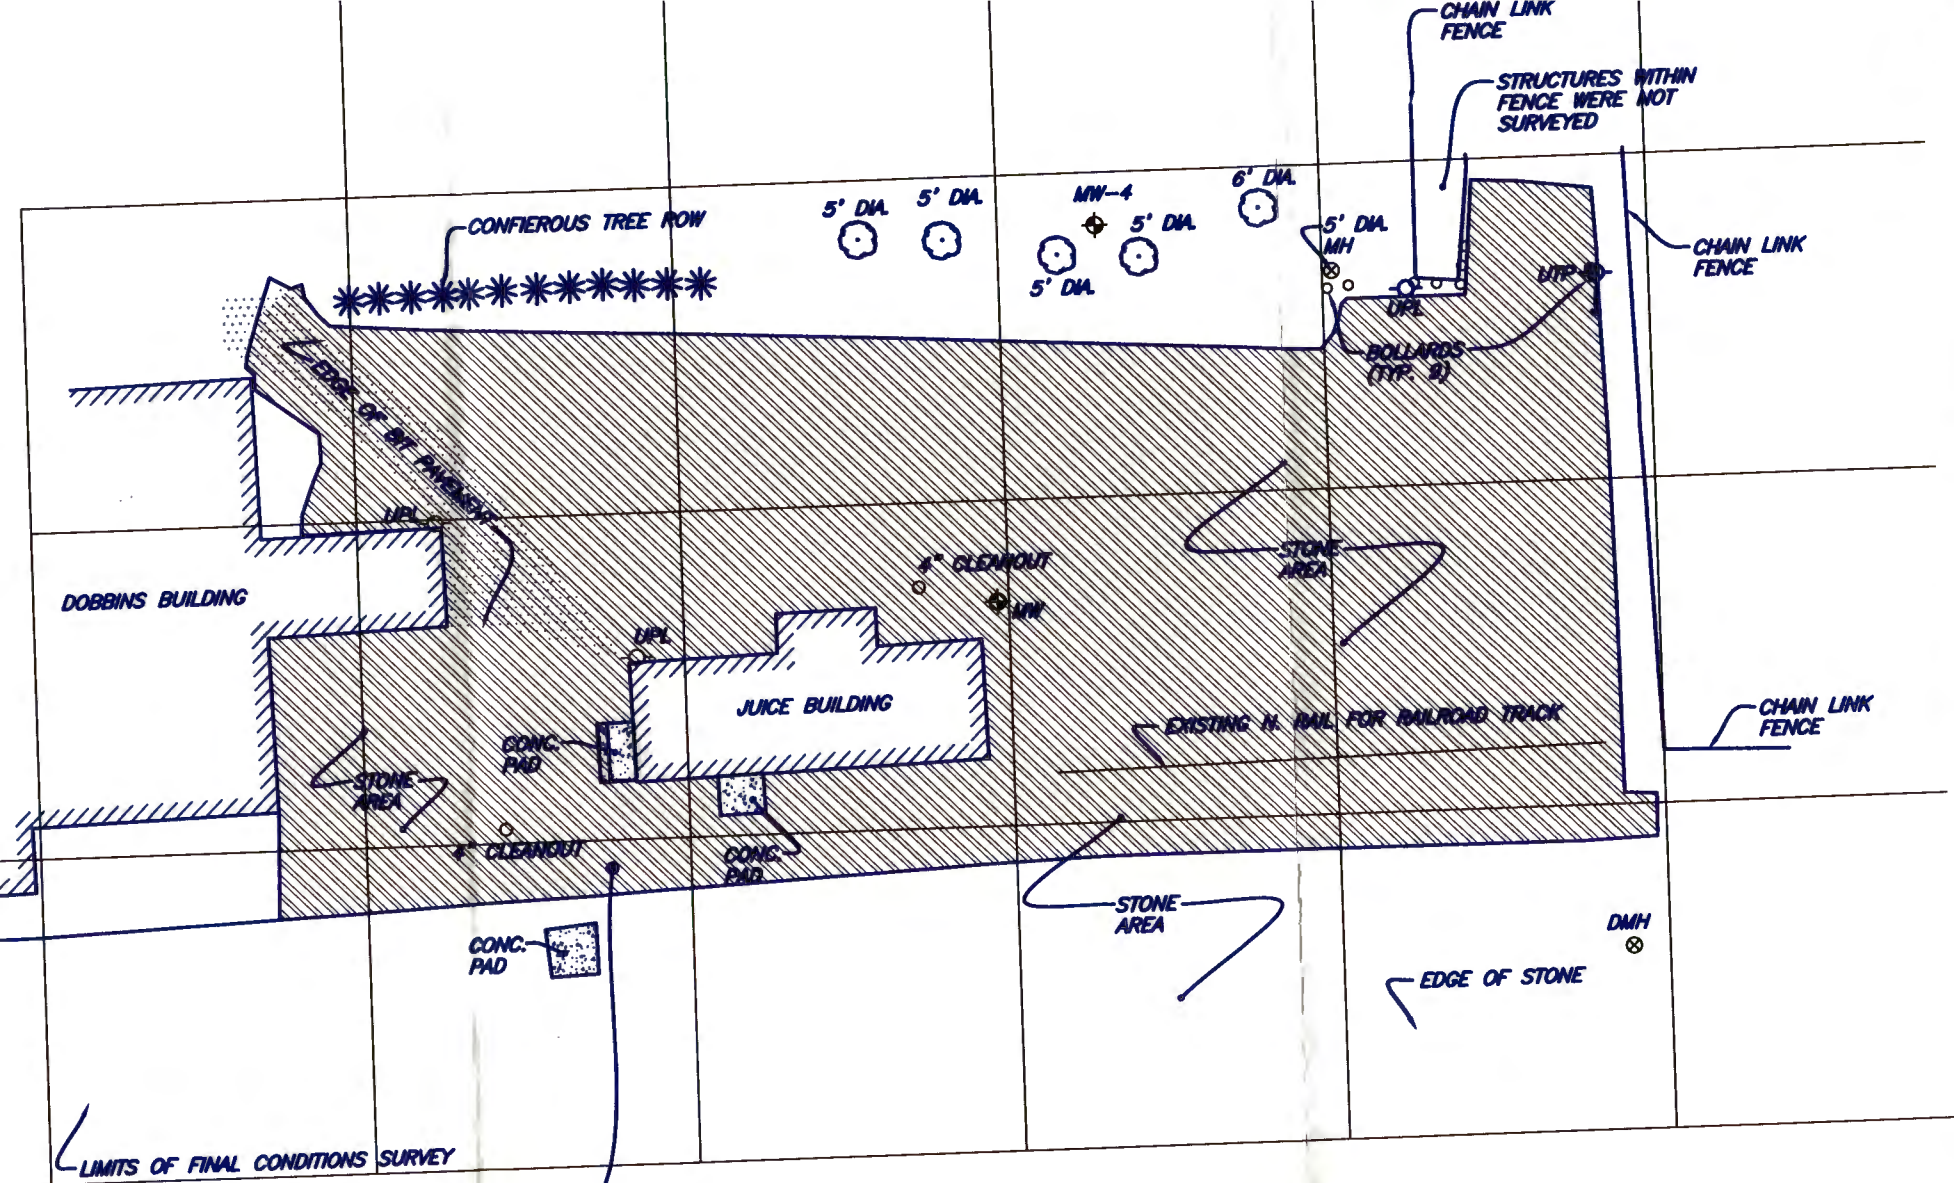 CHAIN LINK
FENCE
STRUCTURES WITHIN
FENCE WERE NOT
SURVEYED
CONFIEROUS TREE ROW
5' DIA.
5' DIA.
MW-4
5' DIA.
5' DIA.
6' DIA.
5' DIA.
MH
CHAIN LINK
FENCE
UTP
UPL
BOLLARDS
(TYP. 9)
EDGE OF BIT PAVEMENT
UPL
STONE
AREA
4" CLEANOUT
MW
DOBBINS BUILDING
UPL
JUICE BUILDING
EXISTING N. RAIL FOR RAILROAD TRACK
CHAIN LINK
FENCE
CONC.
PAD
STONE
AREA
4" CLEANOUT
CONC.
PAD
STONE
AREA
DMH
CONC.
PAD
EDGE OF STONE
LIMITS OF FINAL CONDITIONS SURVEY